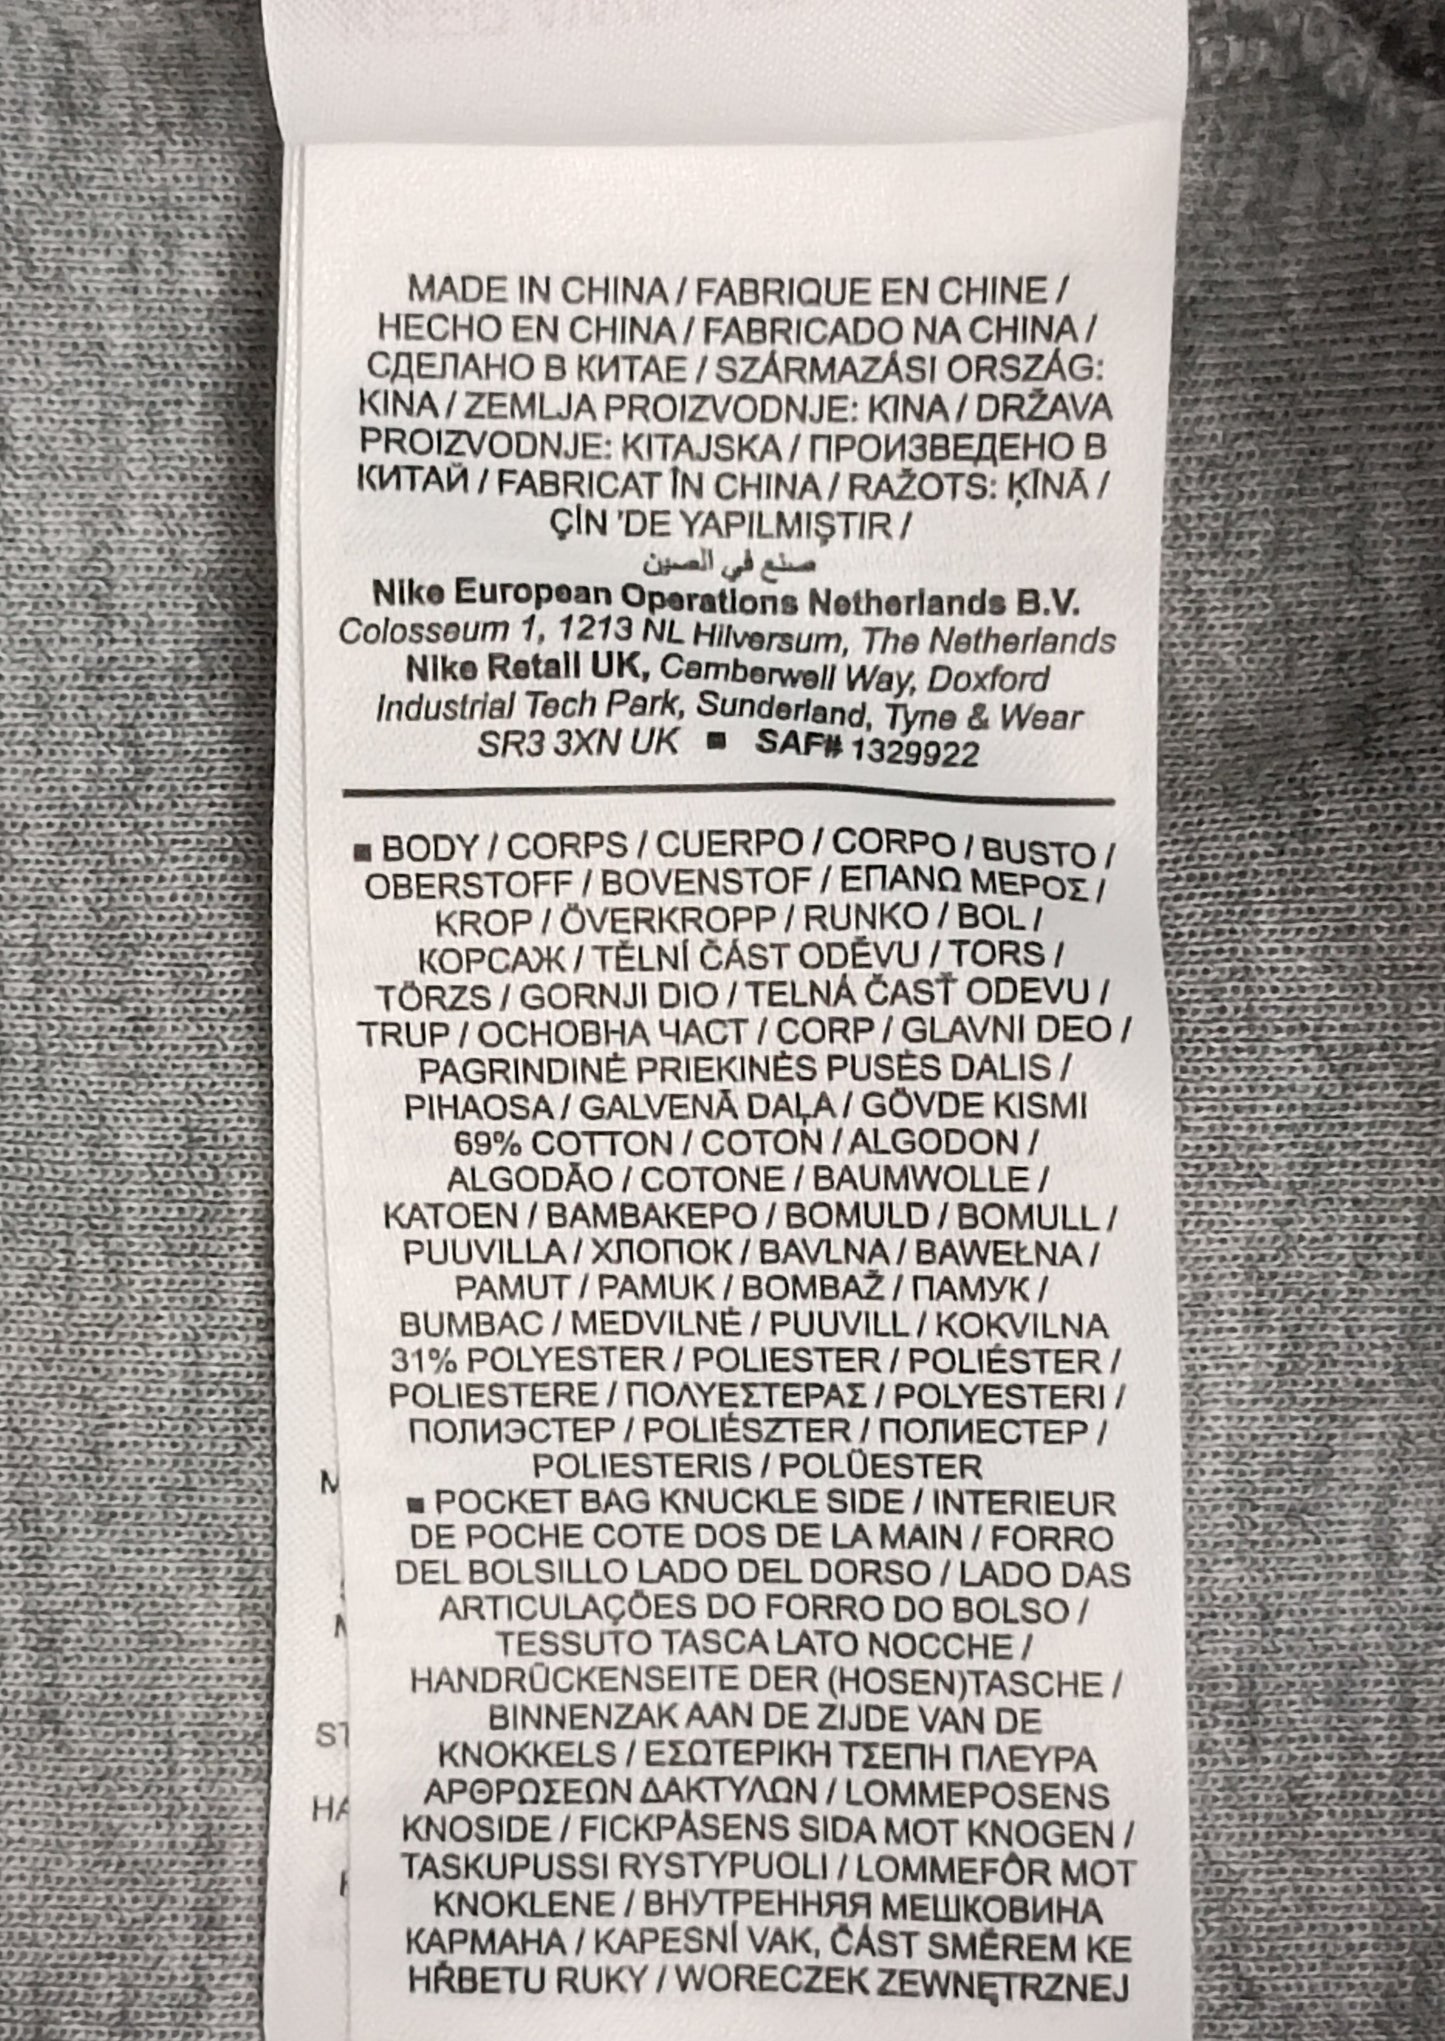 MADE IN CHINA / FABRIQUE EN CHINE /
HECHO EN CHINA / FABRICADO NA CHINA /
СДЕЛАНО В КИТАЕ / SZÁRMAZÁSI ORSZÁG:
KINA / ZEMLJA PROIZVODNJE: KINA / DRŽAVA
PROIZVODNJE: KITAJSKA / ПРОИЗВЕДЕНО В
КИТАЙ / FABRICAT ÎN CHINA / RAŽOTS: ĶĪNĀ /
ÇİN 'DE YAPILMIŞTIR /
صنع في الصين
Nike European Operations Netherlands B.V.
Colosseum 1, 1213 NL Hilversum, The Netherlands
Nike Retail UK, Camberwell Way, Doxford
Industrial Tech Park, Sunderland, Tyne & Wear
SR3 3XN UK ■ SAF# 1329922
■ BODY / CORPS / CUERPO / CORPO / BUSTO /
OBERSTOFF / BOVENSTOF / ΕΠΑΝΩ ΜΕΡΟΣ /
KROP / ÖVERKROPP / RUNKO / BOL /
КОРСАЖ / TĚLNÍ ČÁST ODĚVU / TORS /
TÖRZS / GORNJI DIO / TELNÁ ČASŤ ODEVU /
TRUP / ОСНОВНА ЧАСТ / CORP / GLAVNI DEO /
PAGRINDINĖ PRIEKINĖS PUSĖS DALIS /
PIHAOSA / GALVENĀ DAĻA / GÖVDE KISMI
69% COTTON / COTON / ALGODON /
ALGODÃO / COTONE / BAUMWOLLE /
KATOEN / ΒΑΜΒΑΚΕΡΟ / BOMULD / BOMULL /
PUUVILLA / ХЛОПОК / BAVLNA / BAWEŁNA /
PAMUT / PAMUK / BOMBAŽ / ПАМУК /
BUMBAC / MEDVILNĖ / PUUVILL / KOKVILNA
31% POLYESTER / POLIESTER / POLIÉSTER /
POLIESTERE / ΠΟΛΥΕΣΤΕΡΑΣ / POLYESTERI /
ПОЛИЭСТЕР / POLIÉSZTER / ПОЛИЕСТЕР /
POLIESTERIS / POLÜESTER
■ POCKET BAG KNUCKLE SIDE / INTERIEUR
DE POCHE COTE DOS DE LA MAIN / FORRO
DEL BOLSILLO LADO DEL DORSO / LADO DAS
ARTICULAÇÕES DO FORRO DO BOLSO /
TESSUTO TASCA LATO NOCCHE /
HANDRÜCKENSEITE DER (HOSEN)TASCHE /
BINNENZAK AAN DE ZIJDE VAN DE
KNOKKELS / ΕΣΩΤΕΡΙΚΗ ΤΣΕΠΗ ΠΛΕΥΡΑ
ΑΡΘΡΩΣΕΩΝ ΔΑΚΤΥΛΩΝ / LOMMEPOSENS
KNOSIDE / FICKPÅSENS SIDA MOT KNOGEN /
TASKUPUSSI RYSTYPUOLI / LOMMEFÔR MOT
KNOKLENE / ВНУТРЕННЯЯ МЕШКОВИНА
КАРМАНА / KAPESNÍ VAK, ČÁST SMĚREM KE
HŘBETU RUKY / WORECZEK ZEWNĘTRZNEJ